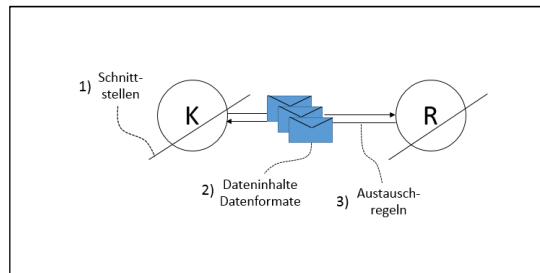 1) Schnitt-
stellen
K
R
2) Dateninhalte
Datenformate
3) Austausch-
regeln